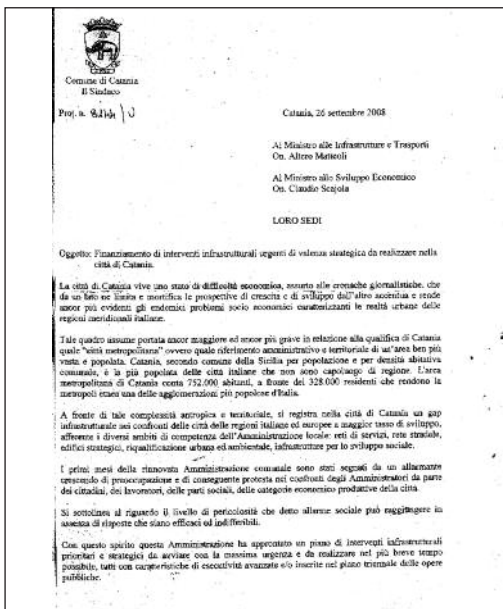 Comune di Catania
Il Sindaco
Prot. n.
Catania, 26 settembre 2008
Al Ministro alle Infrastrutture e Trasporti
On. Altero Matteoli
Al Ministro allo Sviluppo Economico
On. Claudio Scajola
LORO SEDI
Oggetto: Finanziamento di interventi infrastrutturali urgenti di valenza strategica da realizzare nella
città di Catania.
La città di Catania vive uno stato di difficoltà economica, assunto alle cronache giornalistiche, che
da un lato ne limita e mortifica le prospettive di crescita e di sviluppo dall'altro accentua e rende
ancor più evidenti gli endemici problemi socio economici caratterizzanti le realtà urbane delle
regioni meridionali italiane.
Tale quadro assume portata ancor maggiore ed ancor più grave in relazione alla qualifica di Catania
quale "città metropolitana" ovvero quale riferimento amministrativo e territoriale di un'area ben più
vasta e popolata. Catania, secondo comune della Sicilia per popolazione e per densità abitativa
comunale, è la più popolata delle città italiane che non sono capoluogo di regione. L'area
metropolitana di Catania conta 752.000 abitanti, a fronte dei 328.000 residenti che rendono la
metropoli etnea una delle agglomerazioni più popolose d'Italia.
A fronte di tale complessità antropica e territoriale, si registra nella città di Catania un gap
infrastrutturale nei confronti delle città delle regioni italiane ed europee a maggior tasso di sviluppo,
afferente i diversi ambiti di competenza dell'Amministrazione locale: reti di servizi, rete stradale,
edifici strategici, riqualificazione urbana ed ambientale, infrastrutture per lo sviluppo sociale.
I primi mesi della rinnovata Amministrazione comunale sono stati segnati da un allarmante
crescendo di preoccupazione e di conseguente protesta nei confronti degli Amministratori da parte
dei cittadini, dei lavoratori, delle parti sociali, delle categorie economico produttive della città.
Si sottolinea al riguardo il livello di pericolosità che detto allarme sociale può raggiungere in
assenza di risposte che siano efficaci ed indifferibili.
Con questo spirito questa Amministrazione ha approntato un piano di interventi infrastrutturali
prioritari e strategici da avviare con la massima urgenza e da realizzare nel più breve tempo
possibile, tutti con caratteristiche di esecutività avanzate e/o inserite nel piano triennale delle opere
pubbliche.